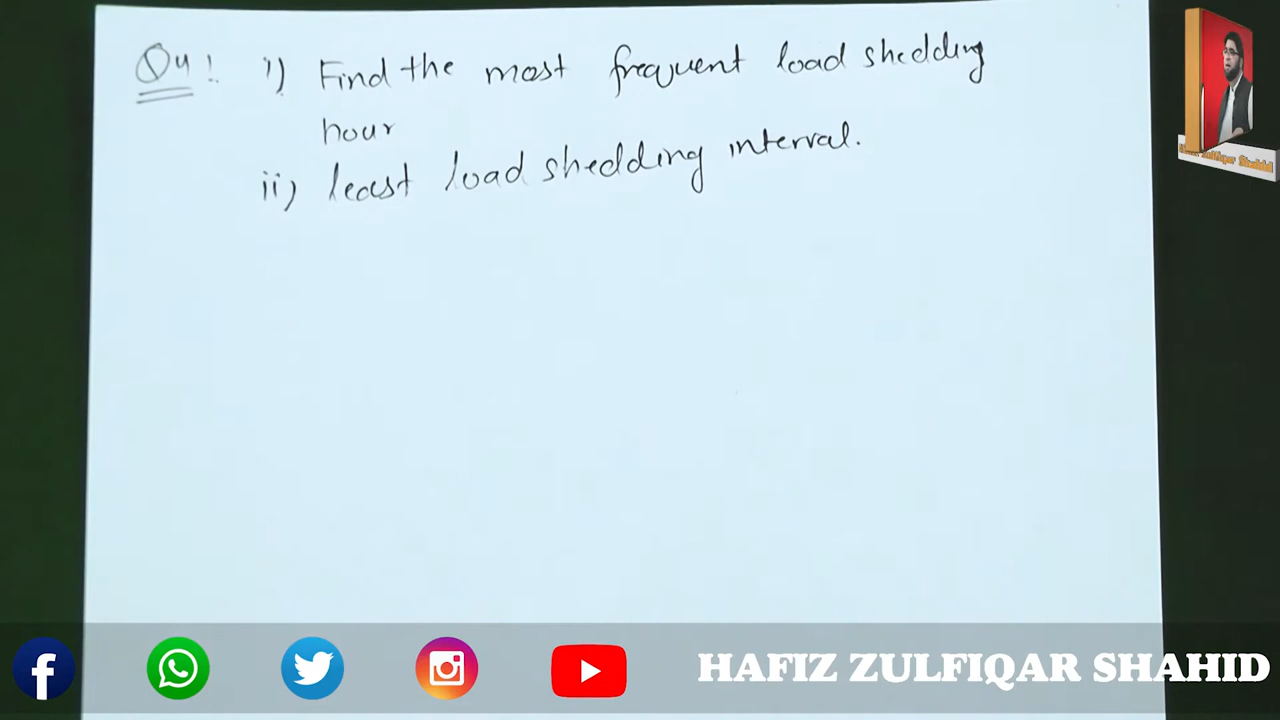 Q4! i) Find the most frequent load shedding
hour
ii) least load shedding interval.
HAFIZ ZULFIQAR SHAHID